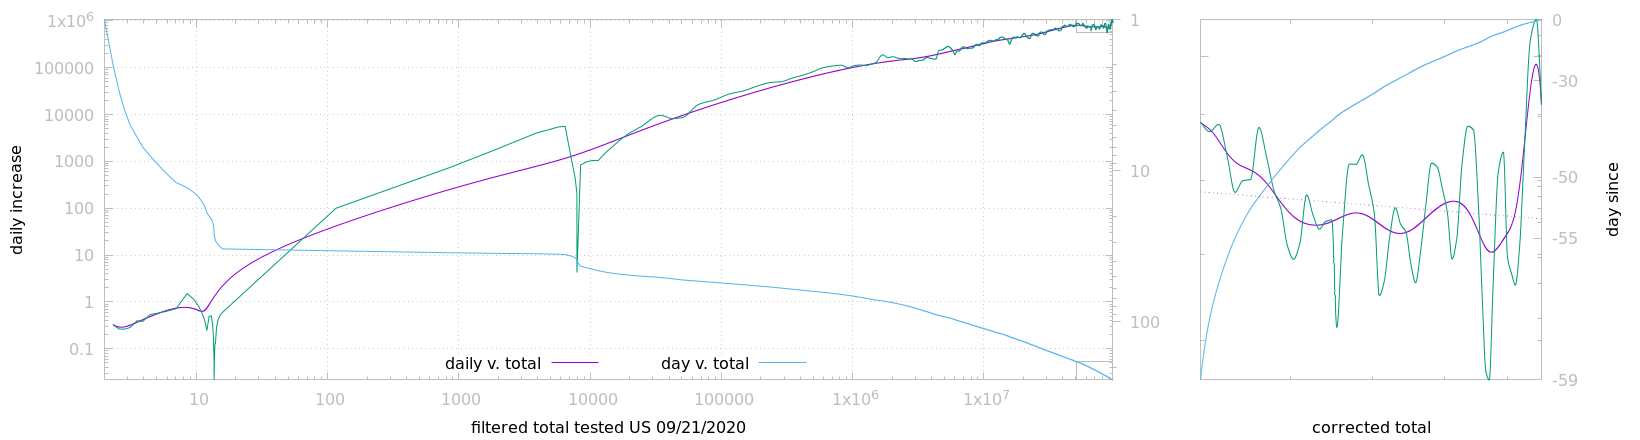 1x10^6
100000
10000
1000
100
10
1
0.1
daily increase
10
100
1000
10000
100000
1x10^6
1x10^7
filtered total tested US 09/21/2020
daily v. total
day v. total
1
10
100
0
-30
-50
-55
-59
day since
corrected total